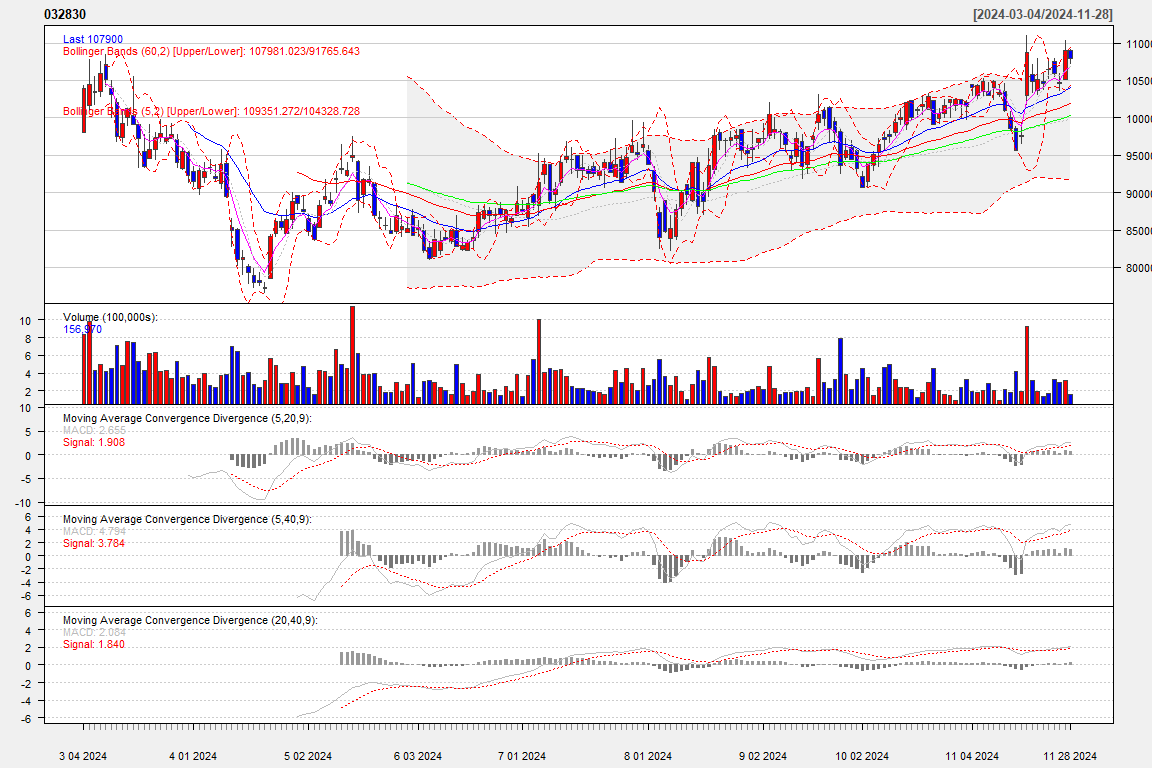 032830 [2024-03-04/2024-11-28]
Last 107900
Bollinger Bands (60,2) [Upper/Lower]: 107981.023/91765.643
Bollinger Bands (5,2) [Upper/Lower]: 109351.272/104328.728
11000
10500
10000
95000
90000
85000
80000
Volume (100,000s):
156,970
10
8
6
4
2
Moving Average Convergence Divergence (5,20,9):
MACD: 2.655
Signal: 1.908
10
5
0
-5
-10
Moving Average Convergence Divergence (5,40,9):
MACD: 4.794
Signal: 3.784
6
4
2
0
-2
-4
-6
Moving Average Convergence Divergence (20,40,9):
MACD: 2.084
Signal: 1.840
6
4
2
0
-2
-4
-6
3 04 2024 4 01 2024 5 02 2024 6 03 2024 7 01 2024 8 01 2024 9 02 2024 10 02 2024 11 04 2024 11 28 2024